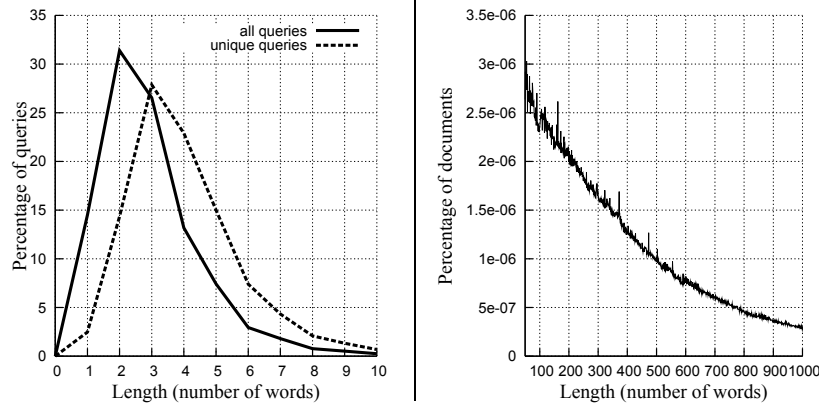 all queries
unique queries
Percentage of queries
35
30
25
20
15
10
5
0
0 1 2 3 4 5 6 7 8 9 10
Length (number of words)
Percentage of documents
3.5e-06
3e-06
2.5e-06
2e-06
1.5e-06
1e-06
5e-07
0
100 200 300 400 500 600 700 800 900 1000
Length (number of words)